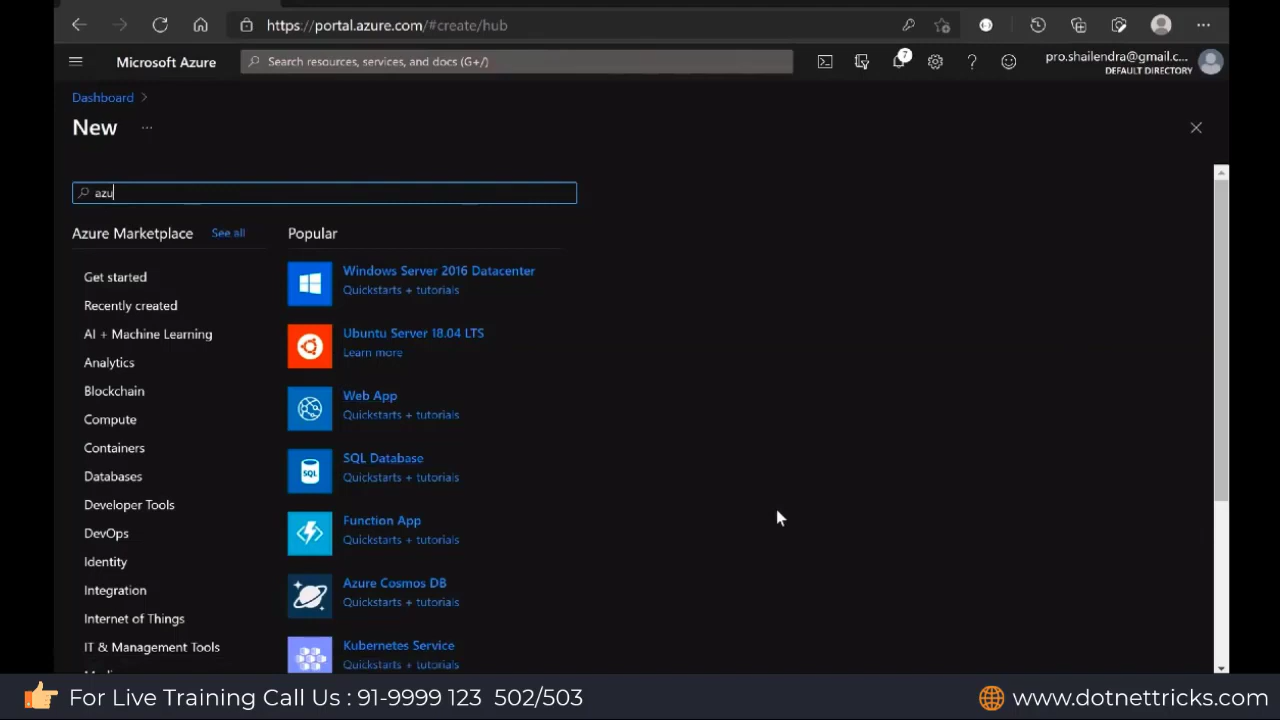 https://portal.azure.com/#create/hub
Microsoft Azure
Search resources, services, and docs (G+/)
7
pro.shailendra@gmail.c...
DEFAULT DIRECTORY
Dashboard >
New ...
azu
Azure Marketplace See all
Popular
Get started
Recently created
AI + Machine Learning
Analytics
Blockchain
Compute
Containers
Databases
Developer Tools
DevOps
Identity
Integration
Internet of Things
IT & Management Tools
Windows Server 2016 Datacenter
Quickstarts + tutorials
Ubuntu Server 18.04 LTS
Learn more
Web App
Quickstarts + tutorials
SQL
SQL Database
Quickstarts + tutorials
Function App
Quickstarts + tutorials
Azure Cosmos DB
Quickstarts + tutorials
Kubernetes Service
Quickstarts + tutorials
For Live Training Call Us : 91-9999 123 502/503
www.dotnettricks.com